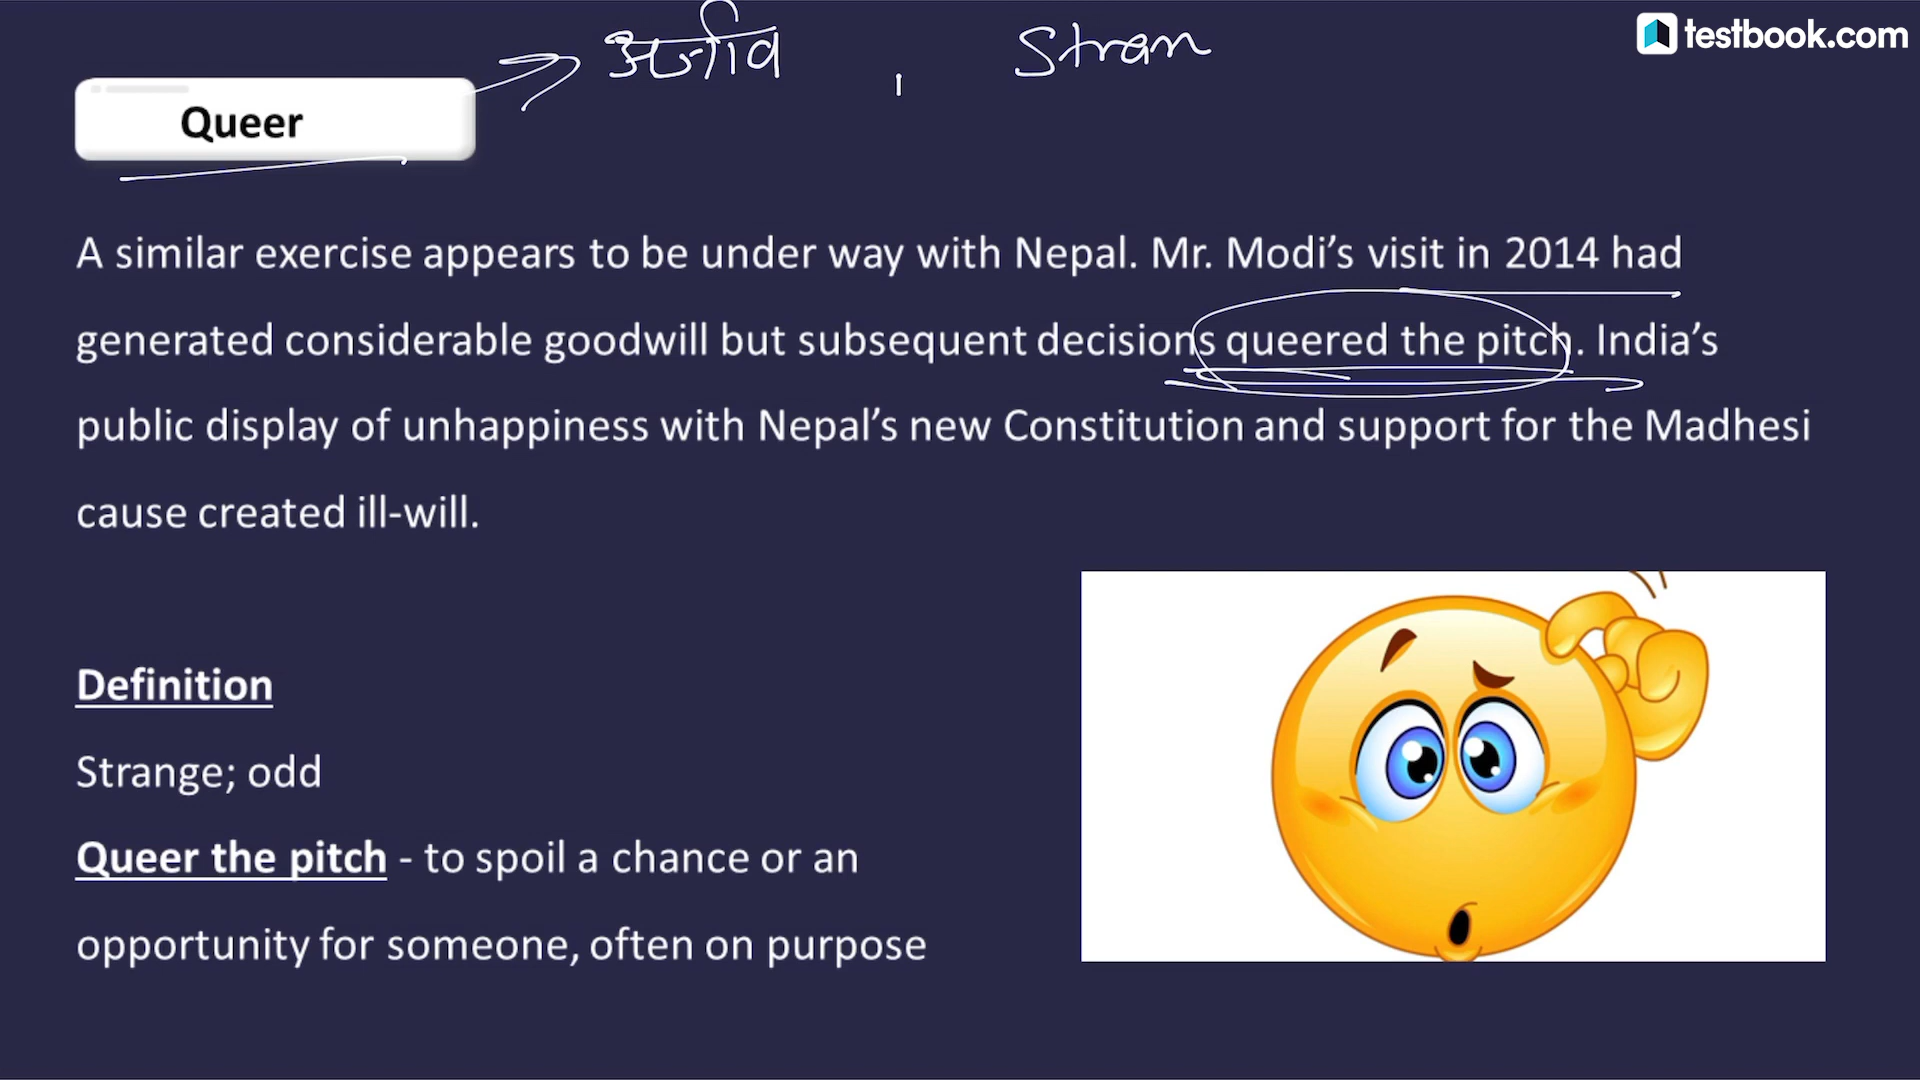 अजीब , Stran
testbook.com
Queer
A similar exercise appears to be under way with Nepal. Mr. Modi’s visit in 2014 had
generated considerable goodwill but subsequent decisions queered the pitch. India’s
public display of unhappiness with Nepal’s new Constitution and support for the Madhesi
cause created ill-will.
Definition
Strange; odd
Queer the pitch - to spoil a chance or an
opportunity for someone, often on purpose